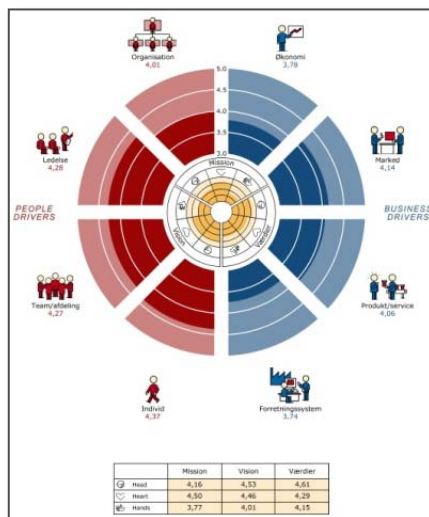 Organisation
4,01
Økonomi
3,78
5.0
4.5
4.0
3.5
3.0
Ledelse
4,28
Marked
4,14
PEOPLE
DRIVERS
BUSINESS
DRIVERS
Mission
Vision
Værdier
Team/afdeling
4,27
Produkt/service
4,06
Individ
4,37
Forretningssystem
3,74
Mission Vision Værdier
Head 4,16 4,53 4,61
Heart 4,50 4,46 4,29
Hands 3,77 4,01 4,15